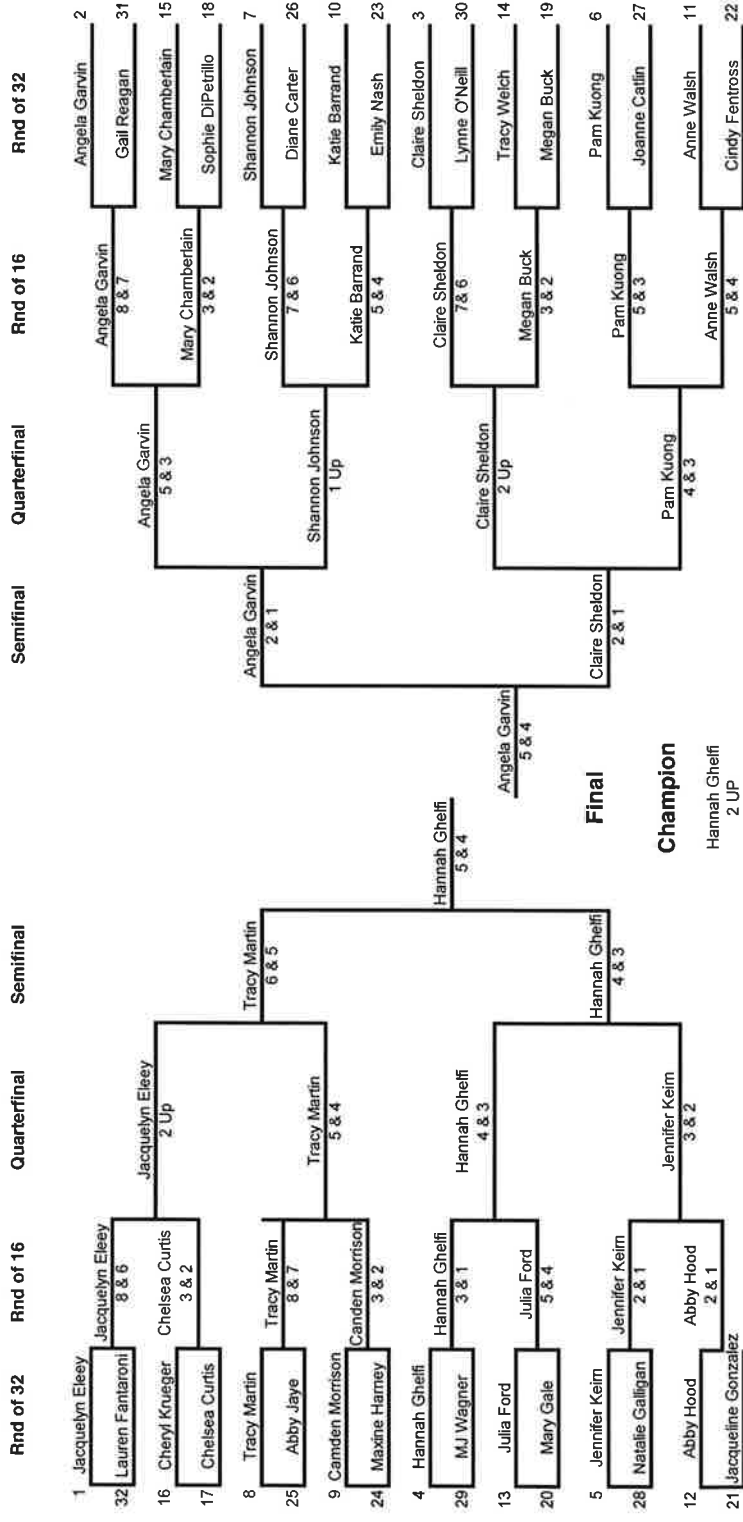 Rnd of 32
Rnd of 16
Quarterfinal
Semifinal
Semifinal
Quarterfinal
Rnd of 16
Rnd of 32
1 Jacquelyn Eleey
32 Lauren Fantaroni
16 Cheryl Krueger
17 Chelsea Curtis
8 Tracy Martin
25 Abby Jaye
9 Camden Morrison
24 Maxine Harney
4 Hannah Ghelfi
29 MJ Wagner
13 Julia Ford
20 Mary Gale
5 Jennifer Keim
28 Natalie Galligan
12 Abby Hood
21 Jacqueline Gonzalez
Jacquelyn Eleey
8 & 6
Chelsea Curtis
3 & 2
Tracy Martin
8 & 7
Canden Morrison
3 & 2
Hannah Ghelfi
3 & 1
Julia Ford
5 & 4
Jennifer Keim
2 & 1
Abby Hood
2 & 1
Jacquelyn Eleey
2 Up
Tracy Martin
5 & 4
Hannah Ghelfi
4 & 3
Jennifer Keim
3 & 2
Tracy Martin
6 & 5
Hannah Ghelfi
4 & 3
Hannah Ghelfi
5 & 4
Final
Champion
Hannah Ghelfi
2 UP
Angela Garvin
5 & 4
Angela Garvin
2 & 1
Claire Sheldon
2 & 1
Angela Garvin
5 & 3
Shannon Johnson
1 Up
Claire Sheldon
2 Up
Pam Kuong
4 & 3
Angela Garvin
8 & 7
Mary Chamberlain
3 & 2
Shannon Johnson
7 & 6
Katie Barrand
5 & 4
Claire Sheldon
7& 6
Megan Buck
3 & 2
Pam Kuong
5 & 3
Anne Walsh
5 & 4
Angela Garvin 2
Gail Reagan 31
Mary Chamberlain 15
Sophie DiPetrillo 18
Shannon Johnson 7
Diane Carter 26
Katie Barrand 10
Emily Nash 23
Claire Sheldon 3
Lynne O'Neill 30
Tracy Welch 14
Megan Buck 19
Pam Kuong 6
Joanne Catlin 27
Anne Walsh 11
Cindy Fentross 22